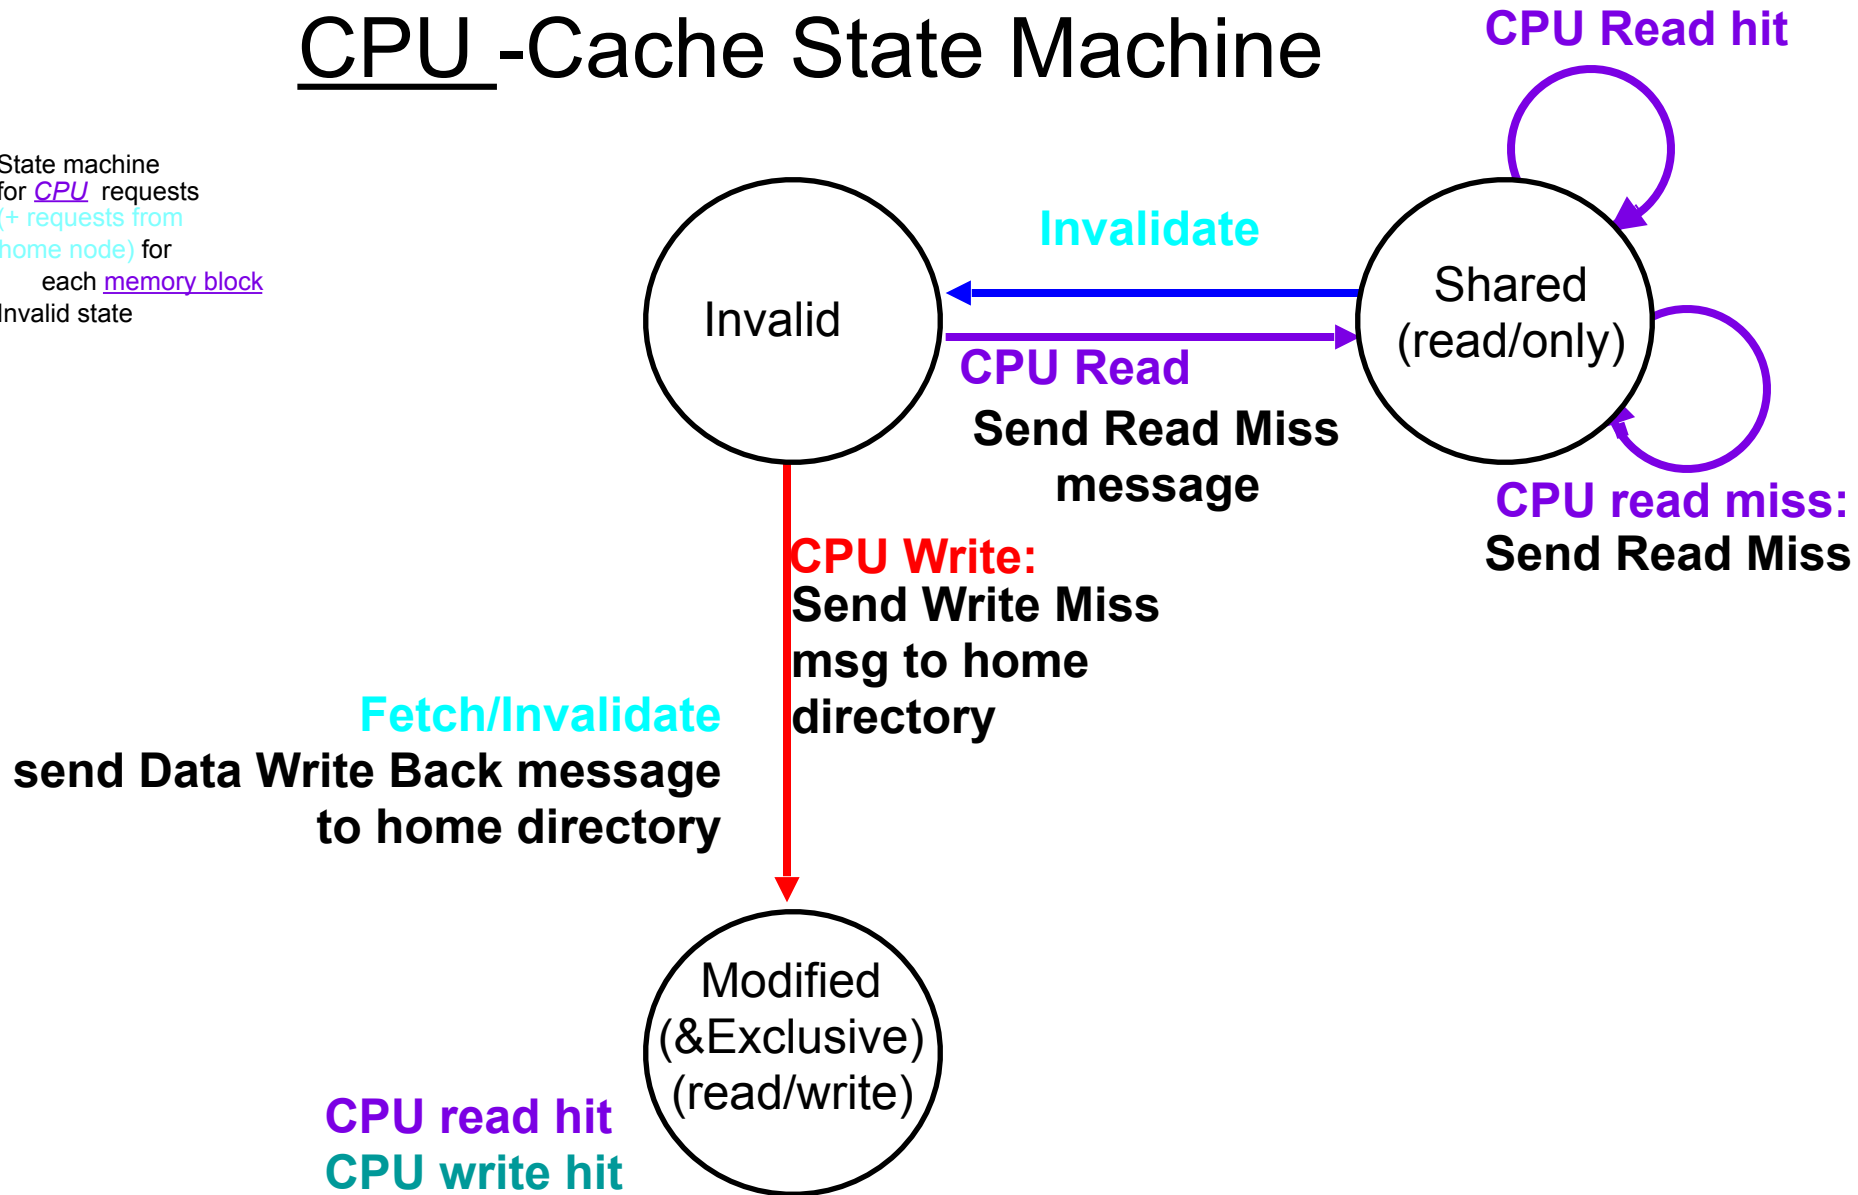 CPU -Cache State Machine
CPU Read hit
State machine
for CPU requests
(+ requests from
home node) for
each memory block
Invalid state
Invalidate
Invalid
Shared
(read/only)
CPU Read
Send Read Miss
message
CPU read miss:
Send Read Miss
CPU Write:
Send Write Miss
msg to home
directory
Fetch/Invalidate
send Data Write Back message
to home directory
Modified
(&Exclusive)
(read/write)
CPU read hit
CPU write hit